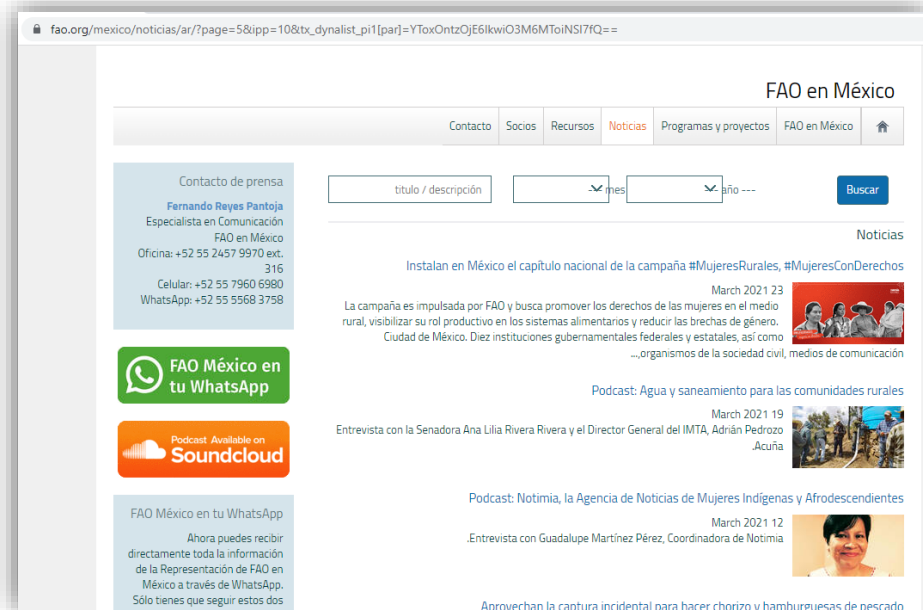 fao.org/mexico/noticias/ar/?page=5&ipp=10&tx_dynalist_pi1[par]=YToxOntzOjE6IkwiO3M6MToiNSI7fQ==
FAO en México
Contacto Socios Recursos Noticias Programas y proyectos FAO en México
Contacto de prensa
Fernando Reyes Pantoja
Especialista en Comunicación
FAO en México
Oficina: +52 55 2457 9970 ext.
316
Celular: +52 55 7960 6980
WhatsApp: +52 55 5568 3758
FAO México en
tu WhatsApp
Podcast Available on
Soundcloud
FAO México en tu WhatsApp
Ahora puedes recibir
directamente toda la información
de la Representación de FAO en
México a través de WhatsApp.
Sólo tienes que seguir estos dos
titulo / descripción mes año --- Buscar
Noticias
Instalan en México el capítulo nacional de la campaña #MujeresRurales, #MujeresConDerechos
March 2021 23
La campaña es impulsada por FAO y busca promover los derechos de las mujeres en el medio
rural, visibilizar su rol productivo en los sistemas alimentarios y reducir las brechas de género.
Ciudad de México. Diez instituciones gubernamentales federales y estatales, así como
...,organismos de la sociedad civil, medios de comunicación
Podcast: Agua y saneamiento para las comunidades rurales
March 2021 19
Entrevista con la Senadora Ana Lilia Rivera Rivera y el Director General del IMTA, Adrián Pedrozo
.Acuña
Podcast: Notimia, la Agencia de Noticias de Mujeres Indígenas y Afrodescendientes
March 2021 12
.Entrevista con Guadalupe Martínez Pérez, Coordinadora de Notimia
Aprovechan la captura incidental para hacer chorizo y hamburguesas de pescado